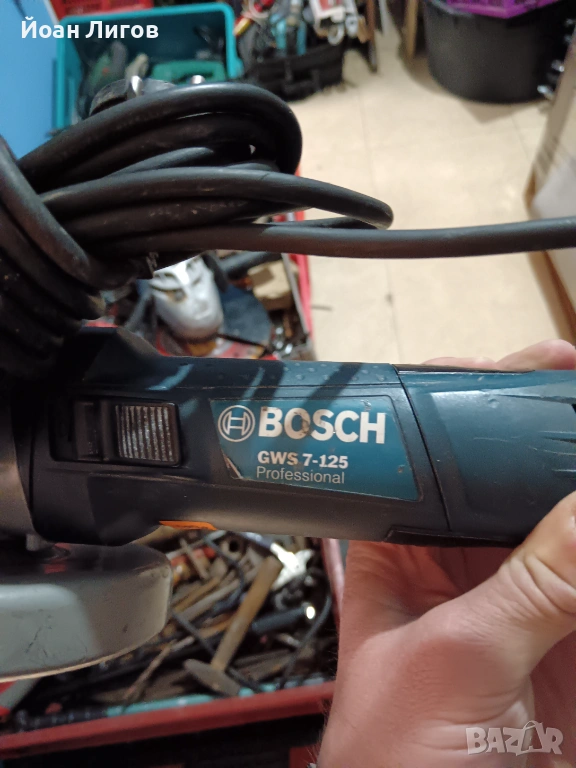 Йоан Лигов
BOSCH
GWS 7-125
Professional
BAZAR